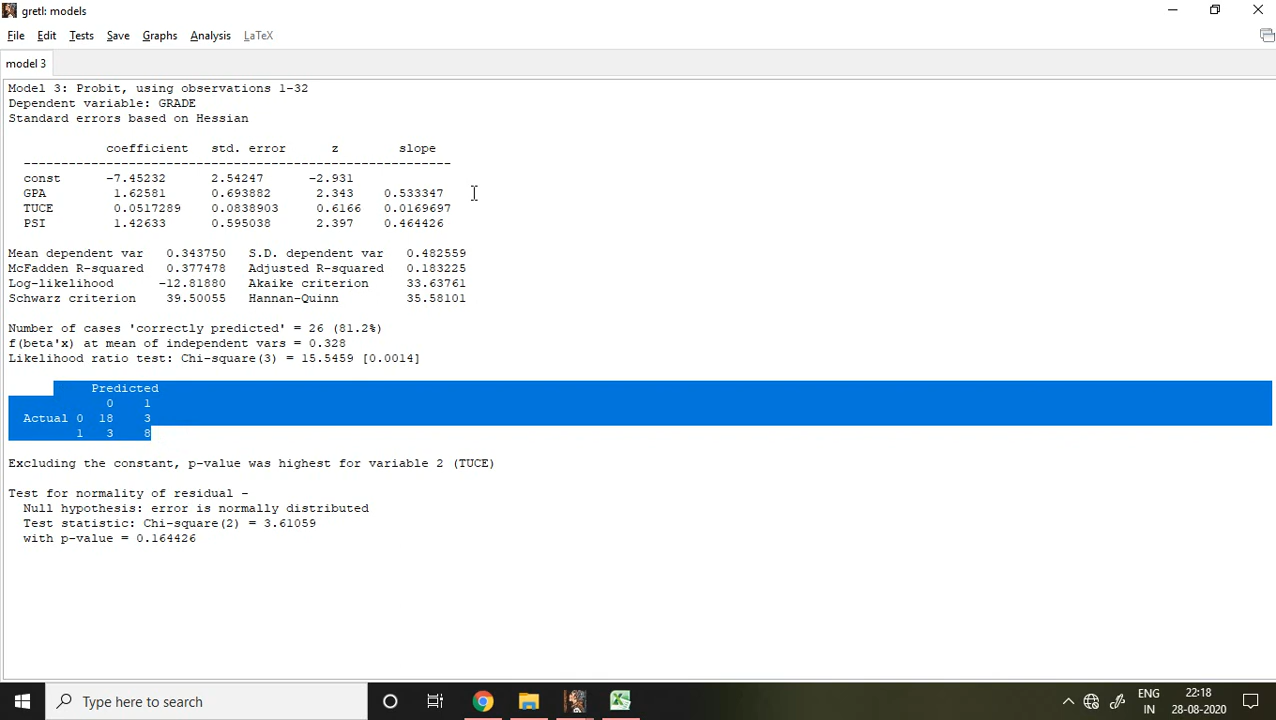 gretl: models
File Edit Tests Save Graphs Analysis LaTeX
model 3
Model 3: Probit, using observations 1-32
Dependent variable: GRADE
Standard errors based on Hessian
coefficient std. error z slope
---------------------------------------------------------
const -7.45232 2.54247 -2.931
GPA 1.62581 0.693882 2.343 0.533347
TUCE 0.0517289 0.0838903 0.6166 0.0169697
PSI 1.42633 0.595038 2.397 0.464426
Mean dependent var 0.343750 S.D. dependent var 0.482559
McFadden R-squared 0.377478 Adjusted R-squared 0.183225
Log-likelihood -12.81880 Akaike criterion 33.63761
Schwarz criterion 39.50055 Hannan-Quinn 35.58101
Number of cases 'correctly predicted' = 26 (81.2%)
f(beta'x) at mean of independent vars = 0.328
Likelihood ratio test: Chi-square(3) = 15.5459 [0.0014]
Predicted
0 1
Actual 0 18 3
1 3 8
Excluding the constant, p-value was highest for variable 2 (TUCE)
Test for normality of residual -
Null hypothesis: error is normally distributed
Test statistic: Chi-square(2) = 3.61059
with p-value = 0.164426
Type here to search
ENG 22:18
IN 28-08-2020